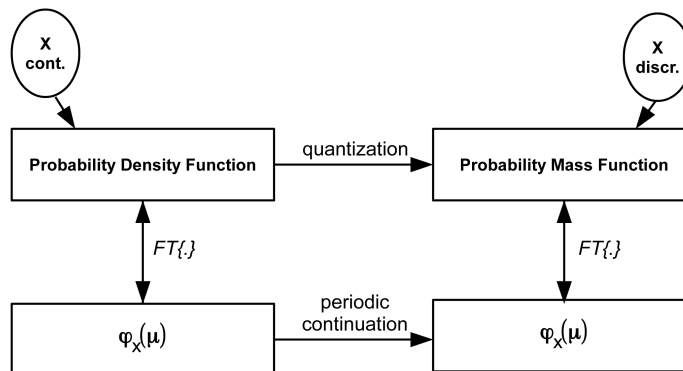 X
cont.
X
discr.
Probability Density Function
quantization
Probability Mass Function
FT{.}
FT{.}
periodic
continuation
φx(μ)
φx(μ)